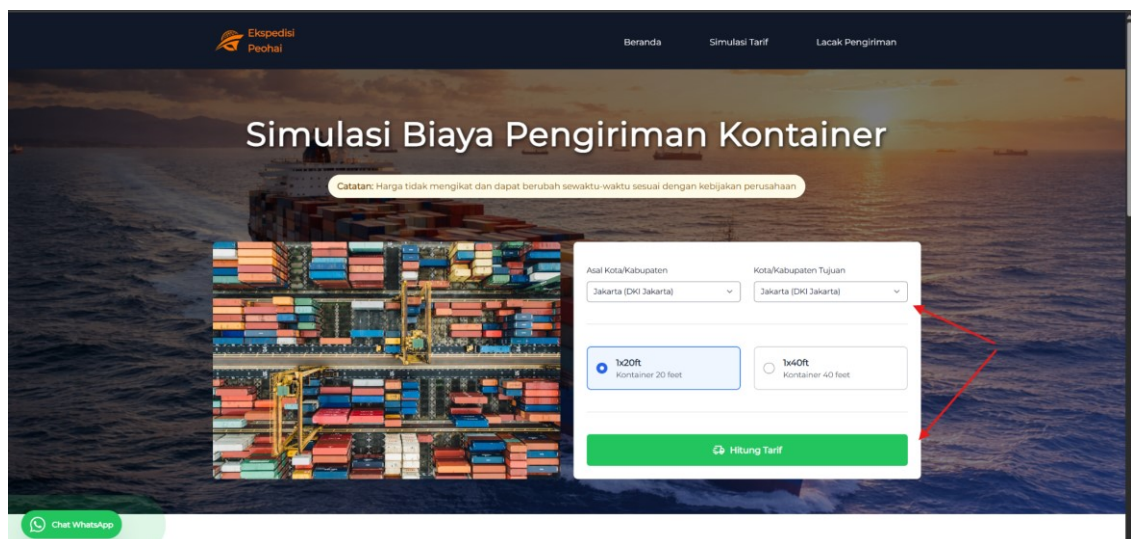 Ekspedisi
Peohai
Beranda Simulasi Tarif Lacak Pengiriman
Simulasi Biaya Pengiriman Kontainer
Catatan: Harga tidak mengikat dan dapat berubah sewaktu-waktu sesuai dengan kebijakan perusahaan
Asal Kota/Kabupaten Kota/Kabupaten Tujuan
Jakarta (DKI Jakarta) Jakarta (DKI Jakarta)
1x20ft 1x40ft
Kontainer 20 feet Kontainer 40 feet
Hitung Tarif
Chat WhatsApp